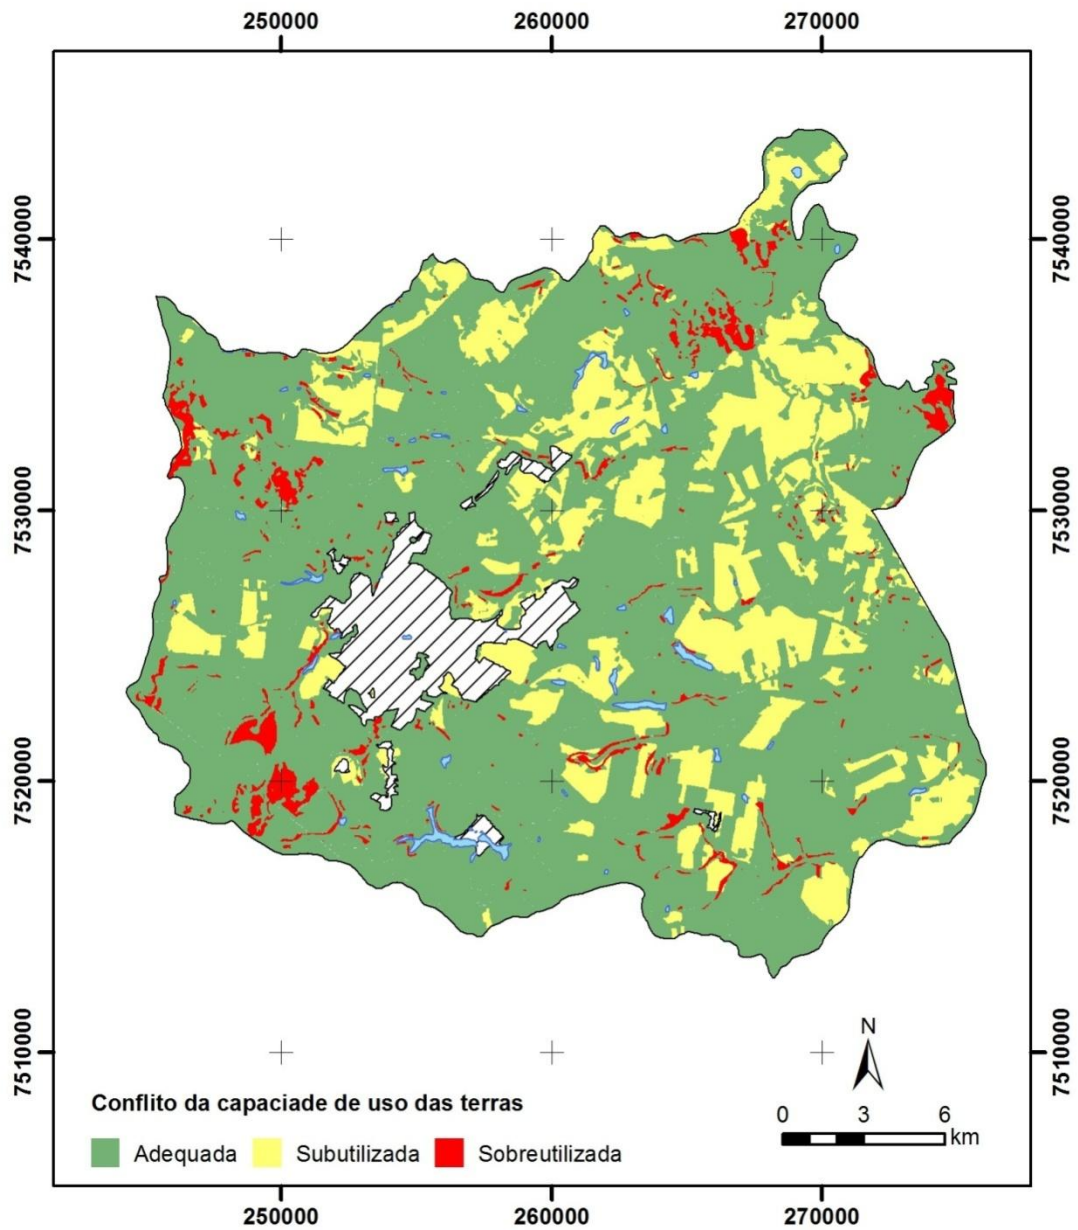 250000 260000 270000
7540000 7540000
7530000 7530000
7520000 7520000
7510000 7510000
N
Conflito da capaciade de uso das terras
0 3 6
km
Adequada Subutilizada Sobreutilizada
250000 260000 270000